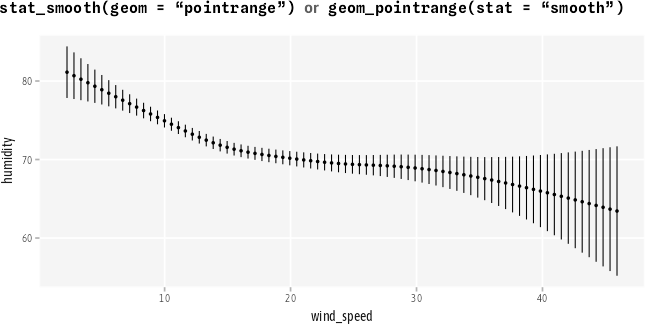 stat_smooth(geom = “pointrange”) or geom_pointrange(stat = “smooth”)
80
70
60
humidity
10 20 30 40
wind_speed